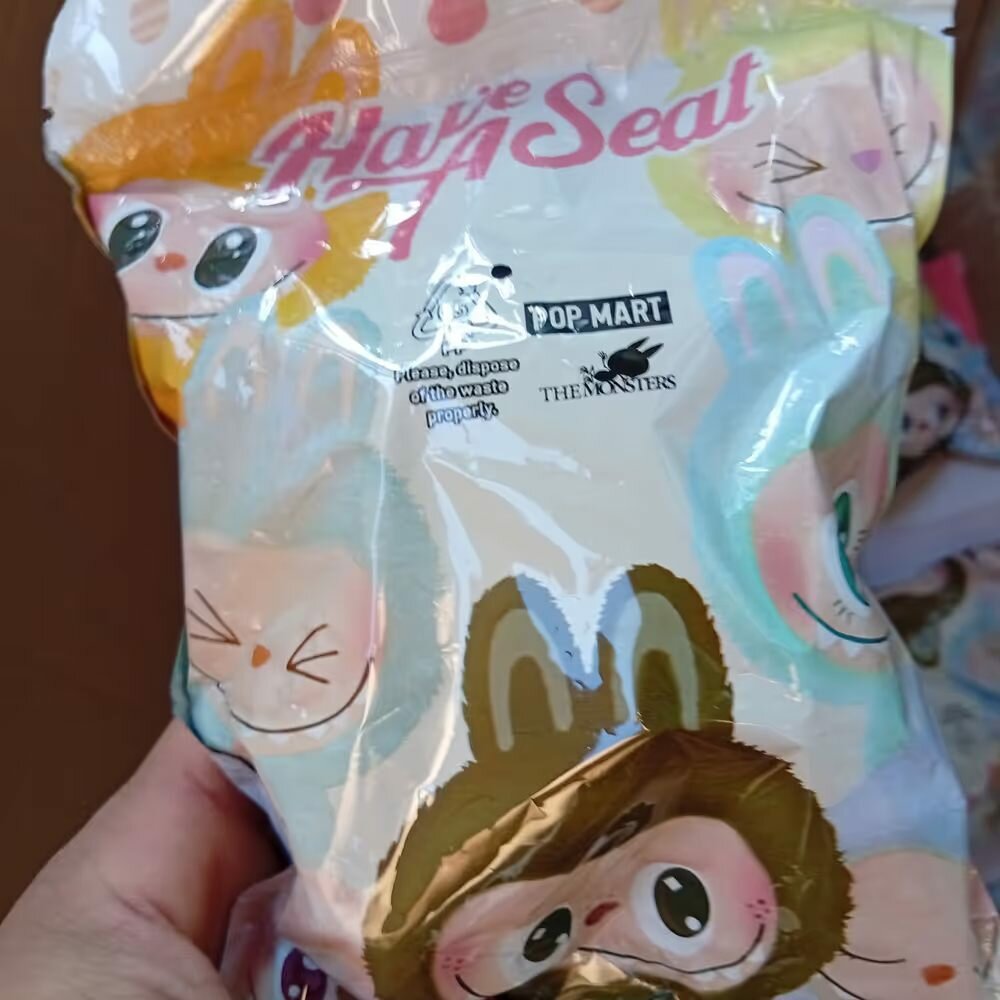 Have A Seat
POP MART
THE MONSTERS
Please, dispose
of the waste
properly.